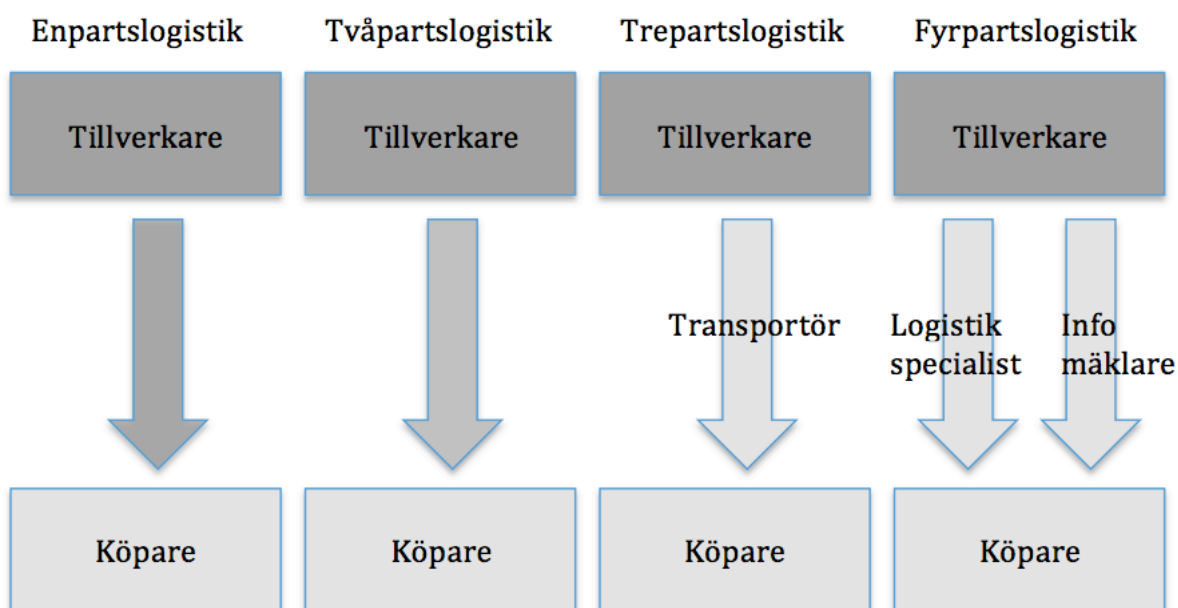 Enpartslogistik
Tvåpartslogistik
Trepartslogistik
Fyrpartslogistik
Tillverkare
Tillverkare
Tillverkare
Tillverkare
Transportör
Logistik
specialist
Info
mäklare
Köpare
Köpare
Köpare
Köpare